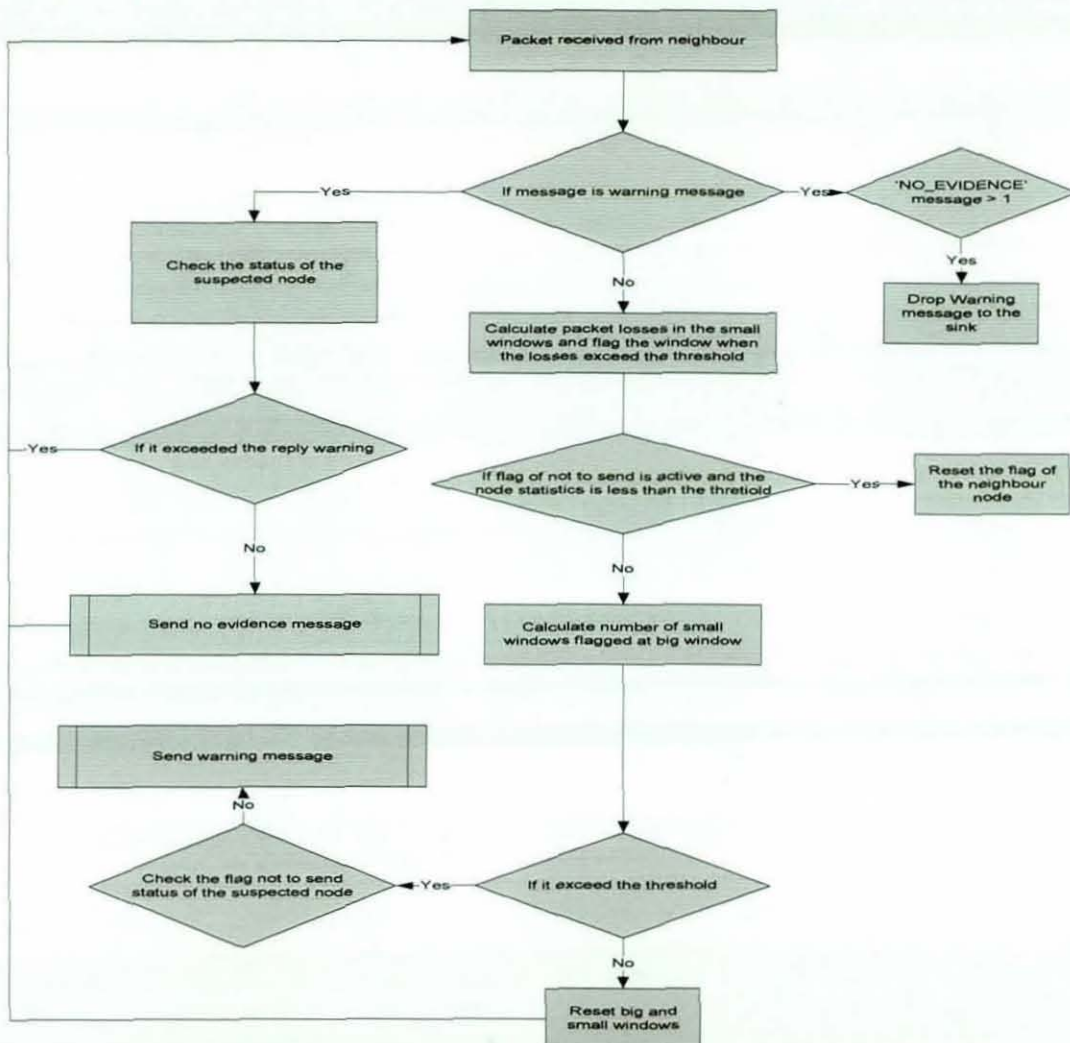 Packet received from neighbour
If message is warning message
Yes
Yes
'NO_EVIDENCE'
message > 1
Yes
Drop Warning
message to the
sink
Check the status of the
suspected node
No
Calculate packet losses in the small
windows and flag the window when
the losses exceed the threshold
Yes
If it exceeded the reply warning
If flag of not to send is active and the
node statistics is less than the thretiold
Yes
Reset the flag of
the neighbour
node
No
No
Send no evidence message
Calculate number of small
windows flagged at big window
Send warning message
No
Check the flag not to send
status of the suspected node
Yes
If it exceed the threshold
No
Reset big and
small windows